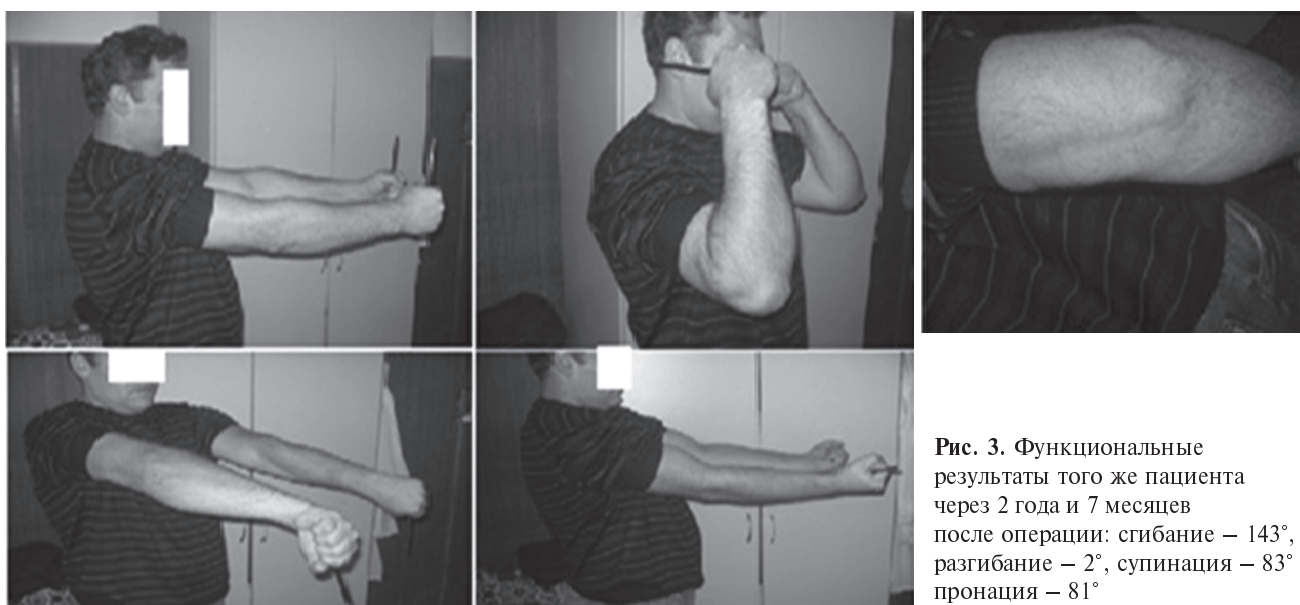 Рис. 3. Функциональные
результаты того же пациента
через 2 года и 7 месяцев
после операции: сгибание – 143°,
разгибание – 2°, супинация – 83°
пронация – 81°